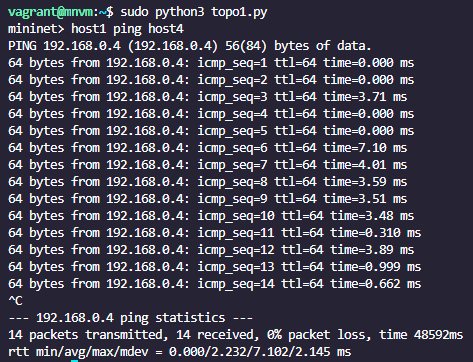 vagrant@mnvm:~$ sudo python3 topo1.py
mininet> host1 ping host4
PING 192.168.0.4 (192.168.0.4) 56(84) bytes of data.
64 bytes from 192.168.0.4: icmp_seq=1 ttl=64 time=0.000 ms
64 bytes from 192.168.0.4: icmp_seq=2 ttl=64 time=0.000 ms
64 bytes from 192.168.0.4: icmp_seq=3 ttl=64 time=3.71 ms
64 bytes from 192.168.0.4: icmp_seq=4 ttl=64 time=0.000 ms
64 bytes from 192.168.0.4: icmp_seq=5 ttl=64 time=0.000 ms
64 bytes from 192.168.0.4: icmp_seq=6 ttl=64 time=7.10 ms
64 bytes from 192.168.0.4: icmp_seq=7 ttl=64 time=4.01 ms
64 bytes from 192.168.0.4: icmp_seq=8 ttl=64 time=3.59 ms
64 bytes from 192.168.0.4: icmp_seq=9 ttl=64 time=3.51 ms
64 bytes from 192.168.0.4: icmp_seq=10 ttl=64 time=3.48 ms
64 bytes from 192.168.0.4: icmp_seq=11 ttl=64 time=0.310 ms
64 bytes from 192.168.0.4: icmp_seq=12 ttl=64 time=3.89 ms
64 bytes from 192.168.0.4: icmp_seq=13 ttl=64 time=0.999 ms
64 bytes from 192.168.0.4: icmp_seq=14 ttl=64 time=0.662 ms
^C
--- 192.168.0.4 ping statistics ---
14 packets transmitted, 14 received, 0% packet loss, time 48592ms
rtt min/avg/max/mdev = 0.000/2.232/7.102/2.145 ms